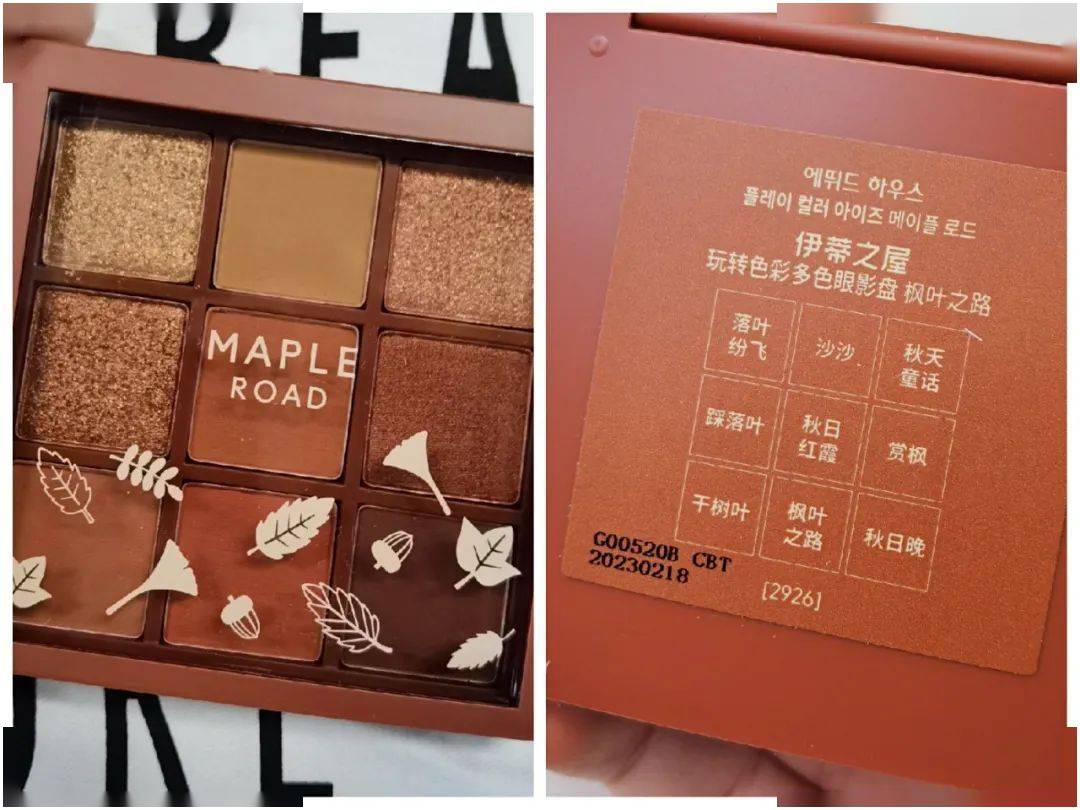 MAPLE
ROAD
에뛰드 하우스
플레이 컬러 아이즈 메이플 로드
伊蒂之屋
玩转色彩多色眼影盘 枫叶之路
落叶
纷飞
沙沙
秋天
童话
踩落叶
秋日
红霞
赏枫
干树叶
枫叶
之路
秋日晚
G00520B CBT
20230218
[2926]